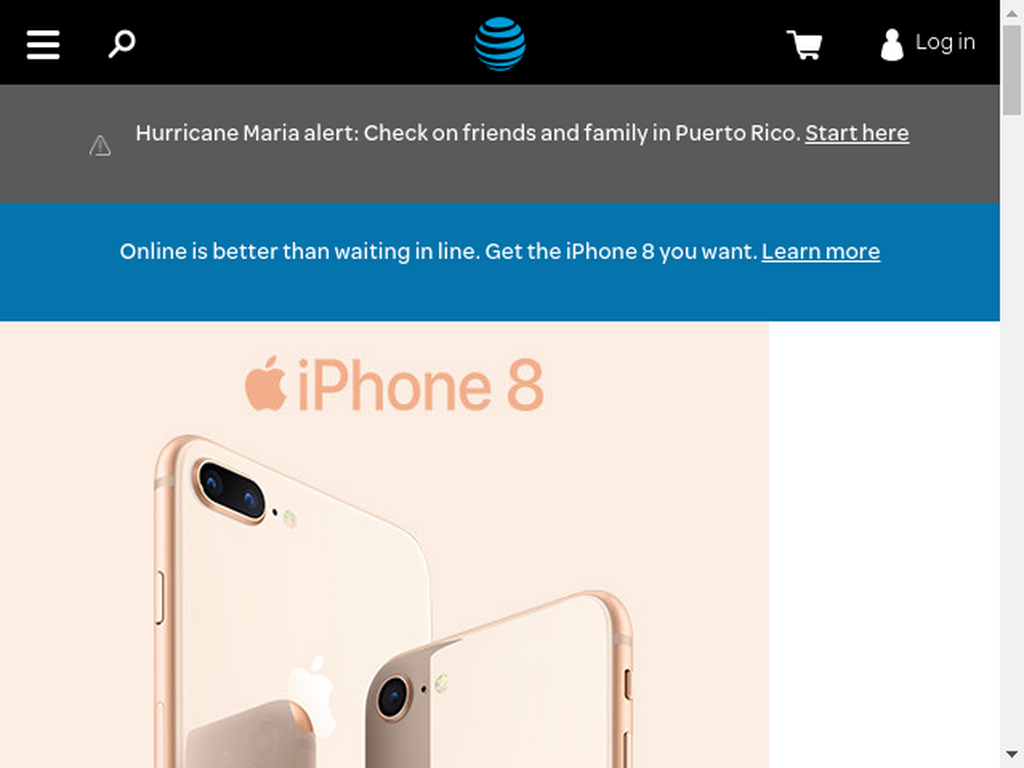 Log in
Hurricane Maria alert: Check on friends and family in Puerto Rico. Start here
Online is better than waiting in line. Get the iPhone 8 you want. Learn more
iPhone 8